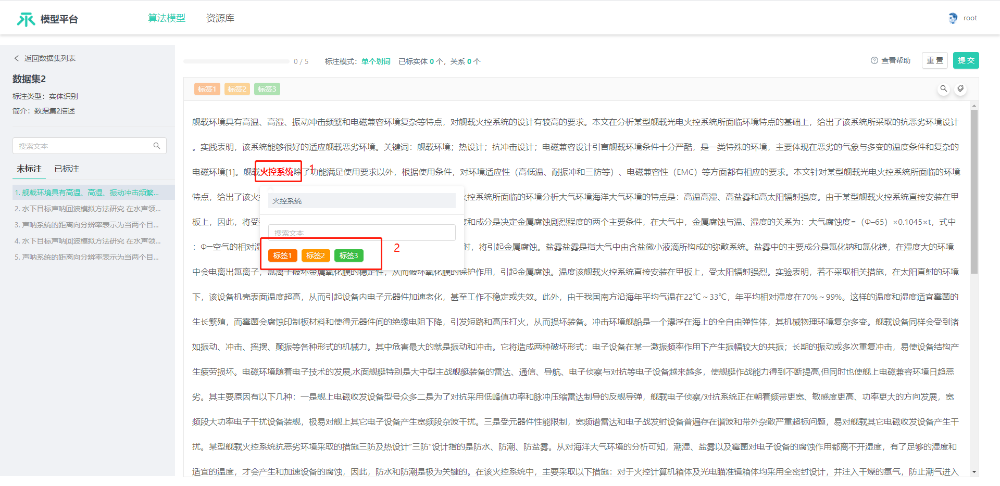 模型平台
算法模型
资源库
root
返回数据集列表
数据集2
标注类型：实体识别
简介：数据集2描述
搜索文本
未标注
已标注
1. 舰载环境具有高温、高湿、振动冲击频繁...
2. 水下目标声呐回波模拟方法研究 在水声领...
3. 声呐系统的距离向分辨率表示为当两个目...
4. 水下目标声呐回波模拟方法研究 在水声领...
5. 声呐系统的距离向分辨率表示为当两个目...
0 / 5
标注模式：单个划词 已标实体 0 个，关系 0 个
查看帮助
重 置
提 交
标签1
标签2
标签3
舰载环境具有高温、高湿、振动冲击频繁和电磁兼容环境复杂等特点，对舰载火控系统的设计有较高的要求。本文在分析某型舰载光电火控系统所面临环境特点的基础上，给出了该系统所采取的抗恶劣环境设计
。实践表明，该系统能够很好的适应舰载恶劣环境。关键词：舰载环境；热设计；抗冲击设计；电磁兼容设计引言舰载环境条件十分严酷，是一类特殊的环境，主要体现在恶劣的气象与多变的温度条件和复杂的
电磁环境[1]。舰载火控系统除了功能满足使用要求以外，根据使用条件，对环境适应性（高低温、耐振冲和三防等）、电磁兼容性（EMC）等方面都有相应的要求。本文针对某型舰载光电火控系统所面临的环境
1
特点，给出了该火 控系统所面临的环境分析大气环境海洋大气环境的特点是：高温高湿、高盐雾和高太阳辐射强度。由于某型舰载火控系统直接安装在甲
火控系统
板上，因此，将受 度和成分是决定金属腐蚀剧烈程度的两个主要条件，在大气中，金属腐蚀与温、湿度的关系为：大气腐蚀度=（Φ–65）×0.1045×t，式中
搜索文本
：Φ—空气的相对湿 时，将引起金属腐蚀。盐雾盐雾是指大气中由含盐微小液滴所构成的弥散系统。盐雾中的主要成分是氯化钠和氯化镁，在湿度大的环境
2
标签1
标签2
标签3
中会电离出氯离子，氯离子破坏金属氧化膜的稳定性，从而破坏氧化膜的保护作用，引起金属腐蚀。温度该舰载火控系统直接安装在甲板上，受太阳辐射强烈。实验表明，若不采取相关措施，在太阳直射的环境
下，该设备机壳表面温度超高，从而引起设备内电子元器件加速老化，甚至工作不稳定或失效。此外，由于我国南方沿海年平均气温在22℃～33℃，年平均相对湿度在70%～99%。这样的温度和湿度适宜霉菌的
生长繁殖，而霉菌会腐蚀印制板材料和使得元器件间的绝缘电阻下降，引发短路和高压打火，从而损坏装备。冲击环境舰船是一个漂浮在海上的全自由弹性体，其机械物理环境复杂多变。舰载设备同样会受到诸
如振动、冲击、摇摆、颠振等各种形式的机械力。其中危害最大的就是振动和冲击。它将造成两种破坏形式：电子设备在某一激振频率作用下产生振幅较大的共振；长期的振动或多次重复冲击，易使设备结构产
生疲劳损坏。电磁环境随着电子技术的发展,水面舰艇特别是大中型主战舰艇装备的雷达、通信、导航、电子侦察与对抗等电子设备越来越多，使舰艇作战能力得到不断提高,但同时也使舰上电磁兼容环境日趋恶
劣。其主要原因有以下几种：一是舰上电磁收发设备型号众多二是为了对抗采用低峰值功率和脉冲压缩雷达制导的反舰导弹，舰载电子侦察/对抗系统正在朝着频带更宽、敏感度更高、功率更大的方向发展，宽
频段大功率电子干扰设备装舰，极易对舰上其它电子设备产生宽频段杂波干扰。三是受元器件性能限制，宽频谱雷达和电子战发射设备普遍存在谐波和带外杂散严重超标问题，易对舰载其它电磁收发设备产生干
扰。某型舰载火控系统抗恶劣环境采取的措施三防及热设计“三防”设计指的是防水、防潮、防盐雾。从对海洋大气环境的分析可知，潮湿、盐雾以及霉菌对电子设备的腐蚀作用都离不开湿度，有了足够的湿度和
适宜的温度，才会产生和加速设备的腐蚀，因此，防水和防潮是极为关键的。在该火控系统中，主要采取以下措施：对于火控计算机箱体及光电瞄准镜箱体均采用全密封设计，并注入干燥的氮气，防止潮气进入